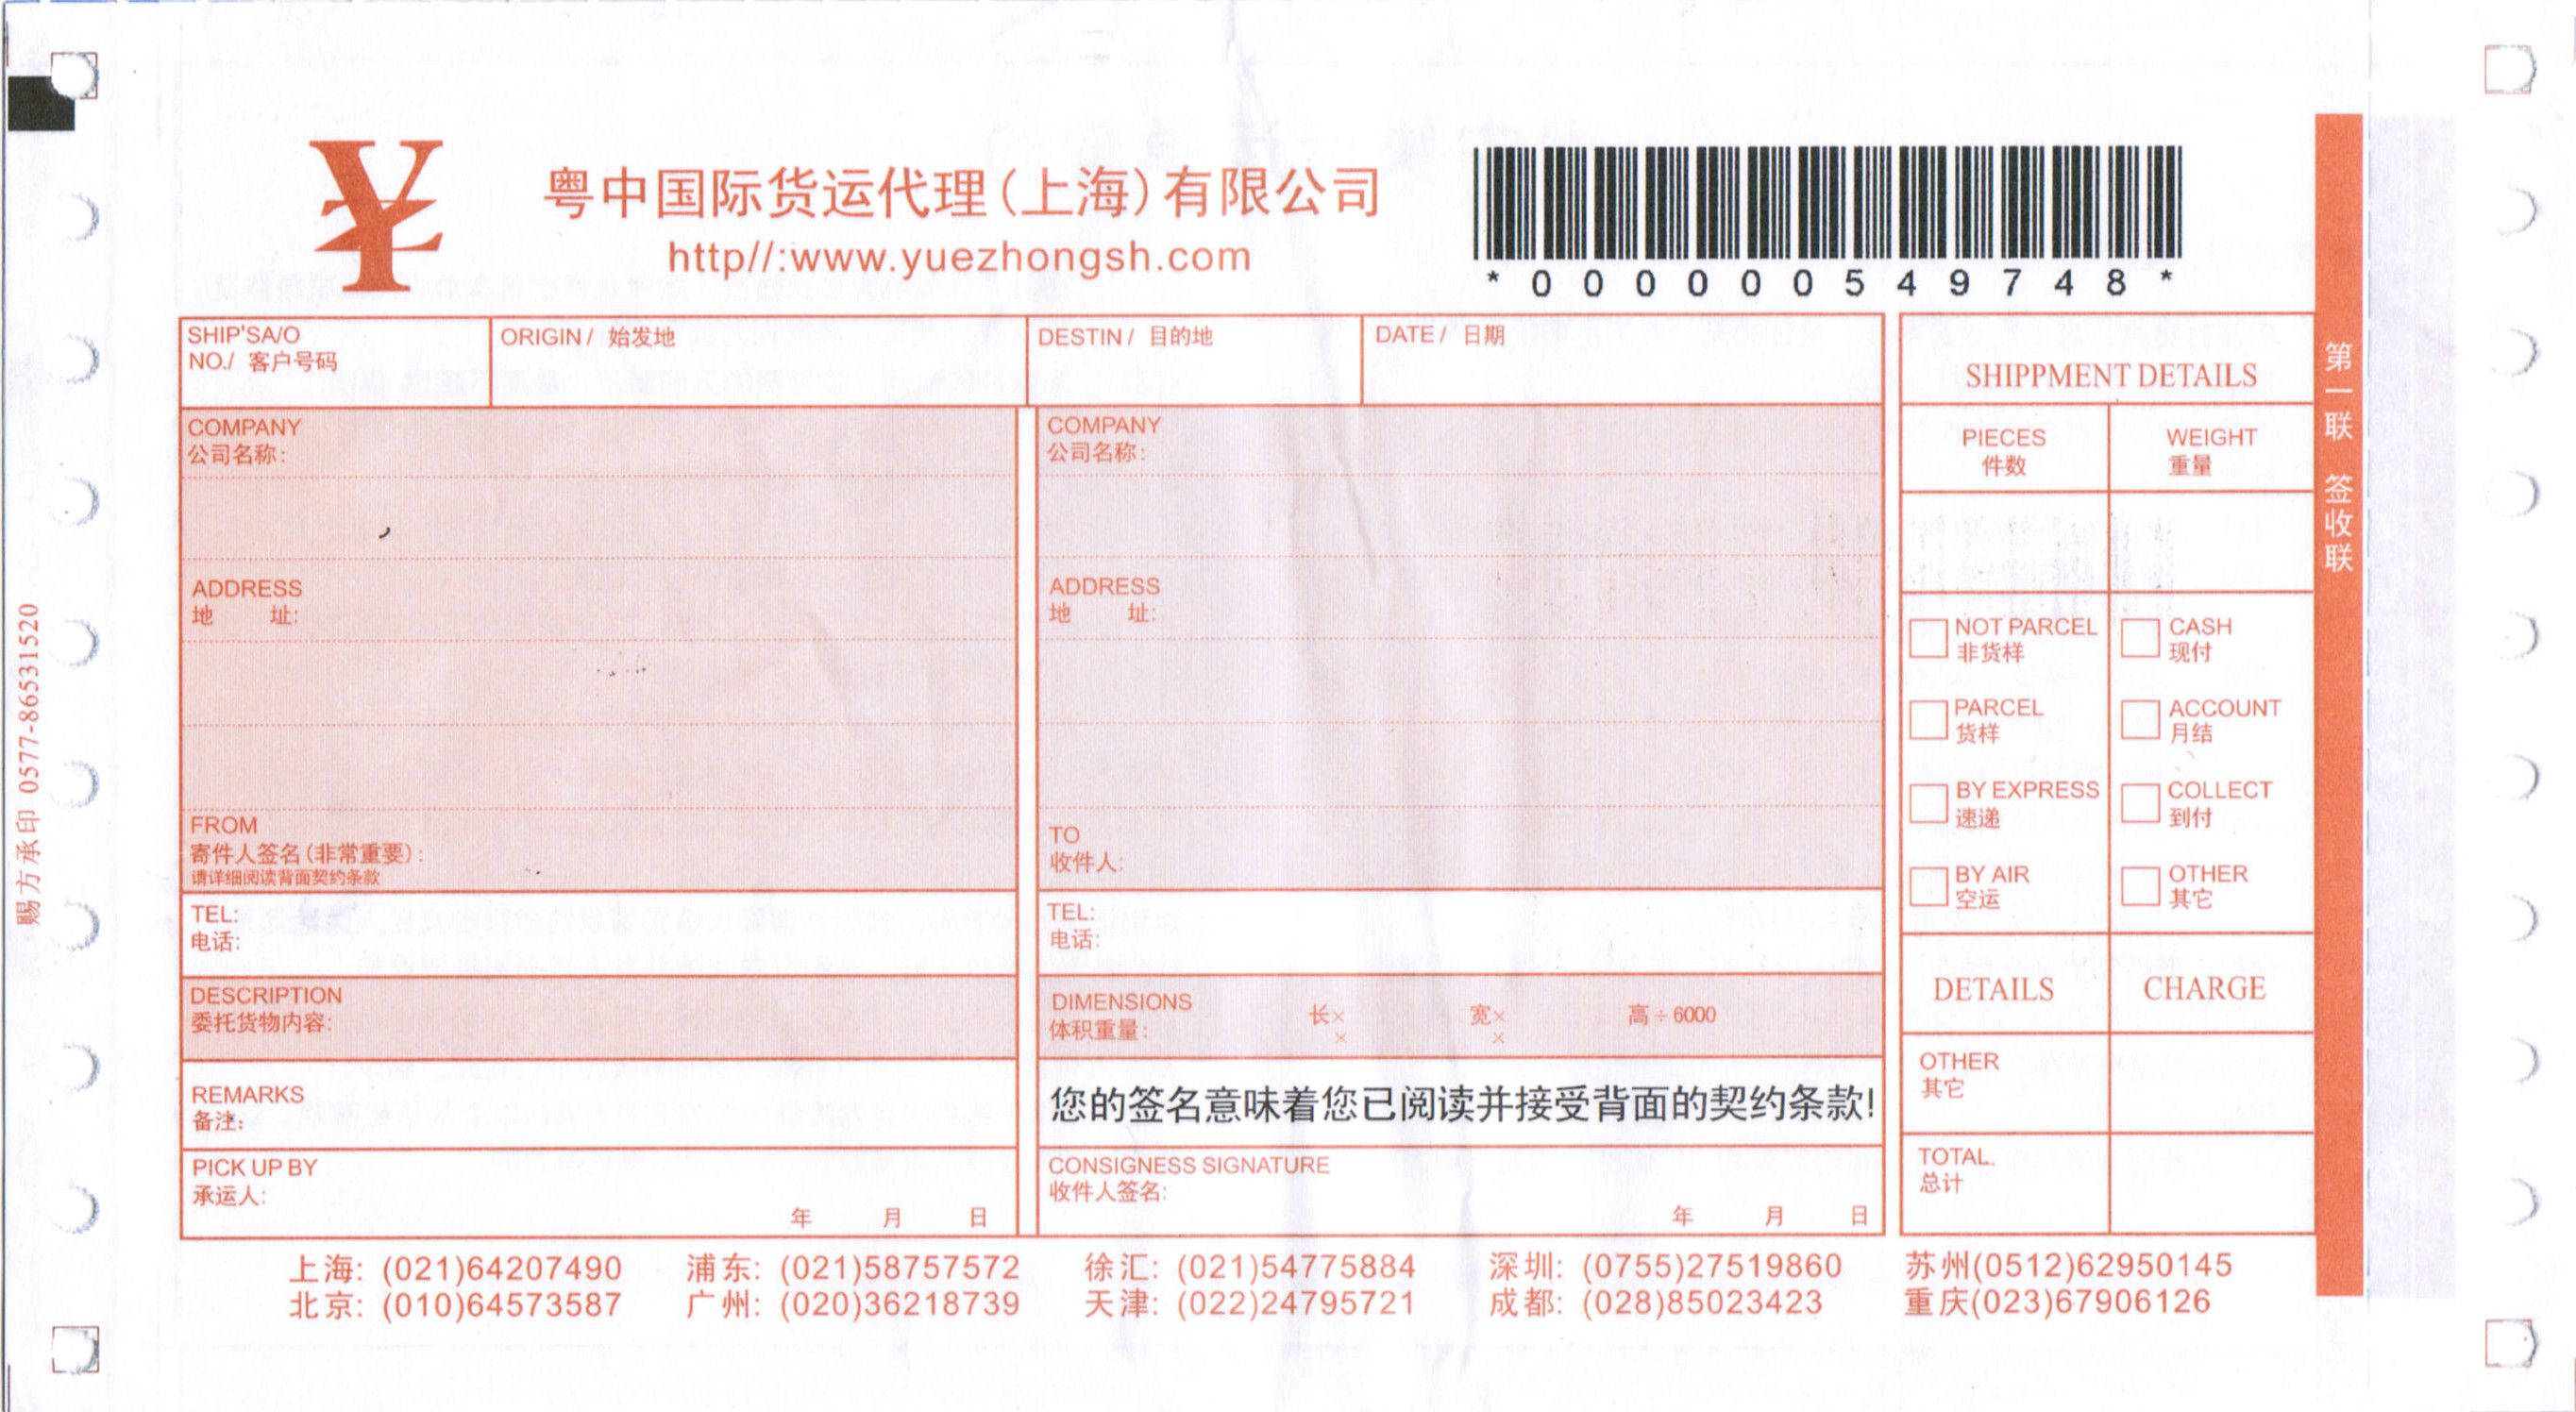 粤中国际货运代理(上海)有限公司
http//:www.yuezhongsh.com
*000000549748*
SHIP'SA/O
NO./ 客户号码
ORIGIN / 始发地
DESTIN / 目的地
DATE / 日期
SHIPPMENT DETAILS
COMPANY
公司名称:
COMPANY
公司名称:
PIECES
件数
WEIGHT
重量
ADDRESS
地 址:
ADDRESS
地 址:
NOT PARCEL
非货样
CASH
现付
PARCEL
货样
ACCOUNT
月结
BY EXPRESS
速递
COLLECT
到付
BY AIR
空运
OTHER
其它
FROM
寄件人签名(非常重要):
请详细阅读背面契约条款
TO
收件人:
TEL:
电话:
TEL:
电话:
DESCRIPTION
委托货物内容:
DIMENSIONS
体积重量:
长× 宽× 高÷6000
× ×
DETAILS
CHARGE
REMARKS
备注:
您的签名意味着您已阅读并接受背面的契约条款!
OTHER
其它
PICK UP BY
承运人:
年 月 日
CONSIGNESS SIGNATURE
收件人签名:
年 月 日
TOTAL.
总计
上海: (021)64207490 浦东: (021)58757572 徐汇: (021)54775884 深圳: (0755)27519860 苏州(0512)62950145
北京: (010)64573587 广州: (020)36218739 天津: (022)24795721 成都: (028)85023423 重庆(023)67906126
第一联 签收联
赐方承印 0577-86531520